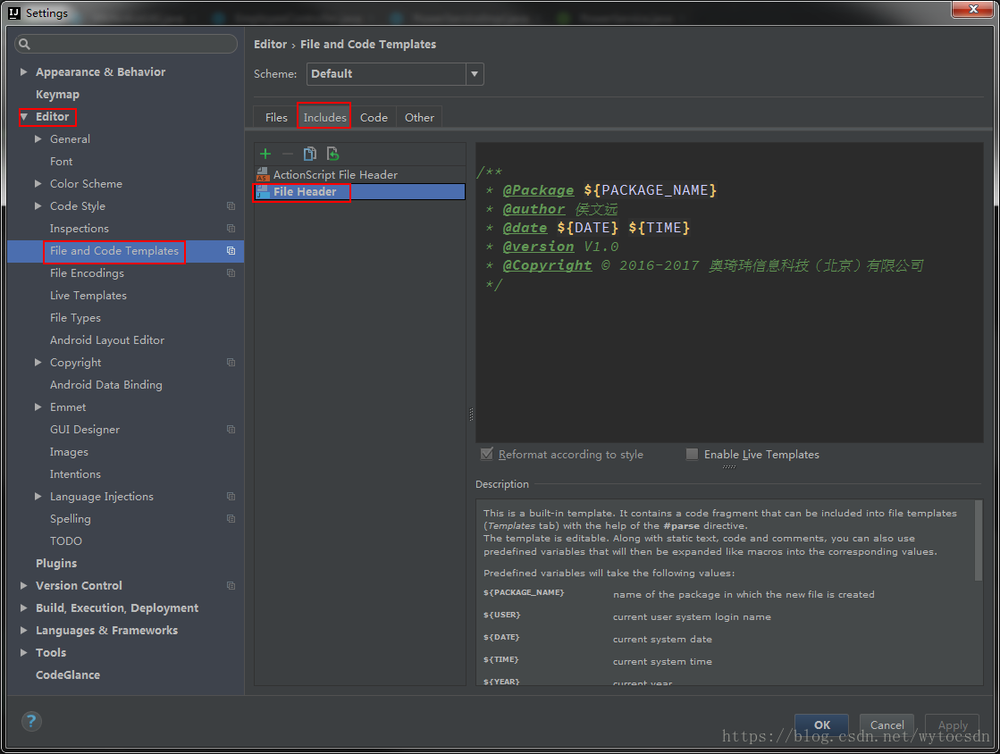 Settings
Appearance & Behavior
Keymap
Editor
General
Font
Color Scheme
Code Style
Inspections
File and Code Templates
File Encodings
Live Templates
File Types
Android Layout Editor
Copyright
Android Data Binding
Emmet
GUI Designer
Images
Intentions
Language Injections
Spelling
TODO
Plugins
Version Control
Build, Execution, Deployment
Languages & Frameworks
Tools
CodeGlance
Editor › File and Code Templates
Scheme: Default
Files Includes Code Other
ActionScript File Header
File Header
/**
* @Package ${PACKAGE_NAME}
* @author 侯文远
* @date ${DATE} ${TIME}
* @version V1.0
* @Copyright © 2016-2017 奥琦玮信息科技（北京）有限公司
*/
Reformat according to style Enable Live Templates
Description
This is a built-in template. It contains a code fragment that can be included into file templates
(Templates tab) with the help of the #parse directive.
The template is editable. Along with static text, code and comments, you can also use
predefined variables that will then be expanded like macros into the corresponding values.
Predefined variables will take the following values:
${PACKAGE_NAME} name of the package in which the new file is created
${USER} current user system login name
${DATE} current system date
${TIME} current system time
${YEAR} current year
? OK Cancel Apply
https://blog.csdn.net/wytocsdn